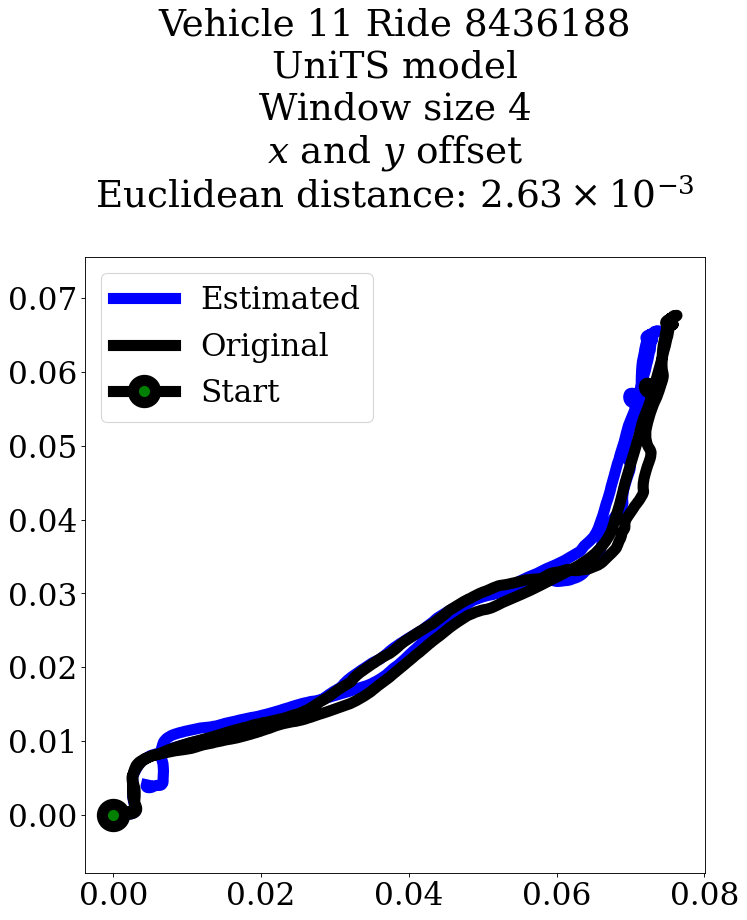 Vehicle 11 Ride 8436188
UniTS model
Window size 4
x and y offset
Euclidean distance: 2.63 × 10⁻³
Estimated
Original
Start
0.07
0.06
0.05
0.04
0.03
0.02
0.01
0.00
0.00 0.02 0.04 0.06 0.08